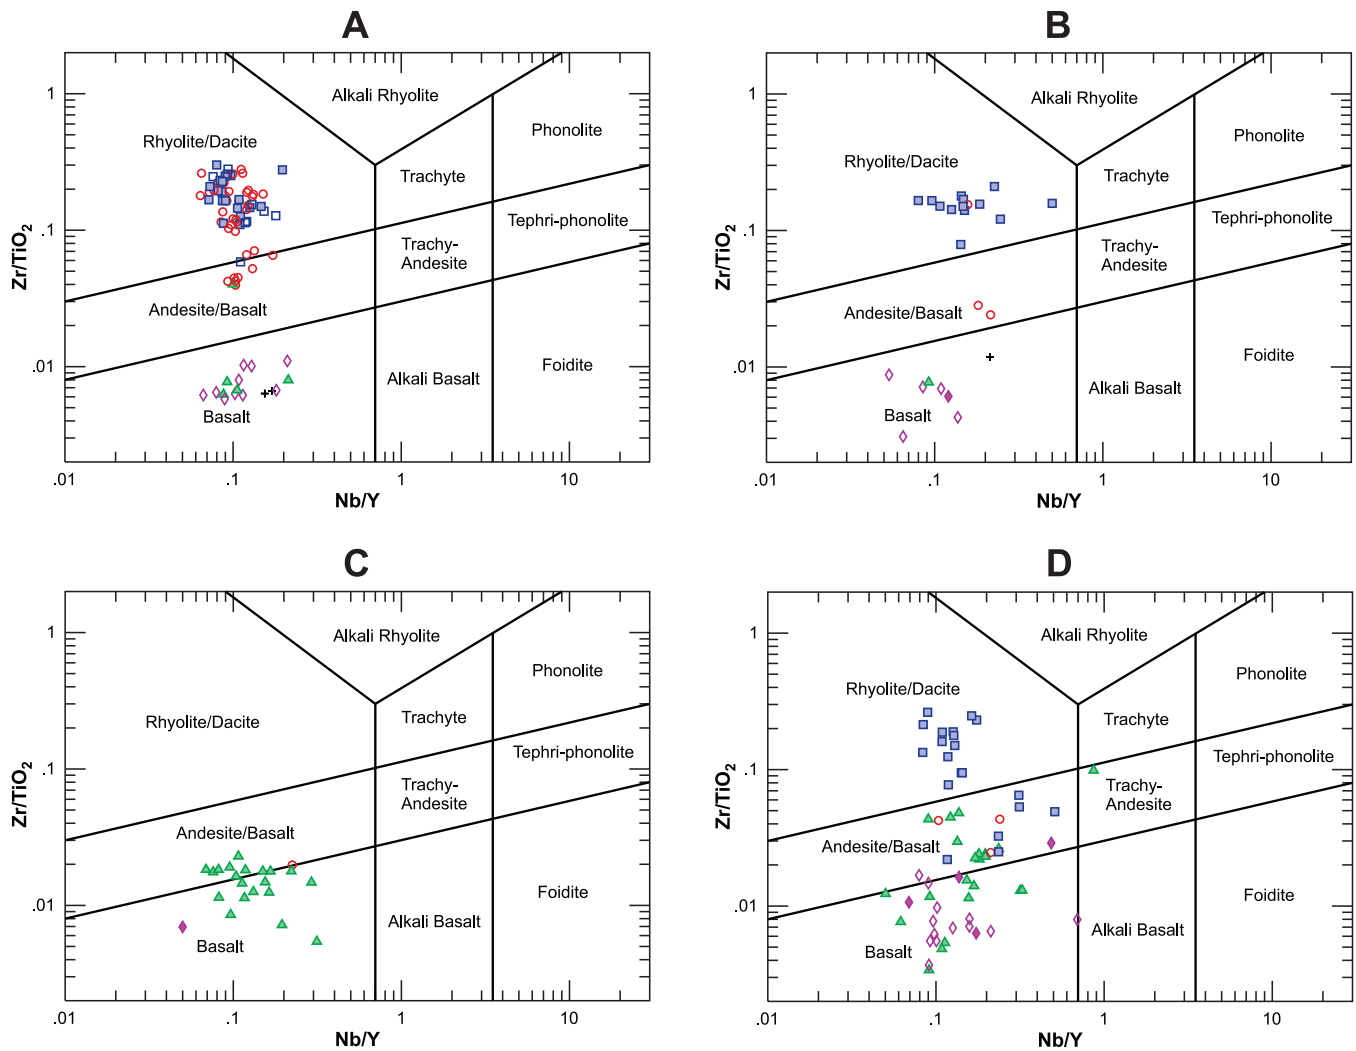 A
Zr/TiO2
1
.1
.01
Alkali Rhyolite
Rhyolite/Dacite
Phonolite
Trachyte
Tephri-phonolite
Trachy-
Andesite
Andesite/Basalt
Foidite
Alkali Basalt
Basalt
.01
.1
1
10
Nb/Y
B
Zr/TiO2
1
.1
.01
Alkali Rhyolite
Rhyolite/Dacite
Phonolite
Trachyte
Tephri-phonolite
Trachy-
Andesite
Andesite/Basalt
Foidite
Alkali Basalt
Basalt
.01
.1
1
10
Nb/Y
C
Zr/TiO2
1
.1
.01
Alkali Rhyolite
Rhyolite/Dacite
Phonolite
Trachyte
Tephri-phonolite
Trachy-
Andesite
Andesite/Basalt
Foidite
Alkali Basalt
Basalt
.01
.1
1
10
Nb/Y
D
Zr/TiO2
1
.1
.01
Alkali Rhyolite
Rhyolite/Dacite
Phonolite
Trachyte
Tephri-phonolite
Trachy-
Andesite
Andesite/Basalt
Foidite
Alkali Basalt
Basalt
.01
.1
1
10
Nb/Y